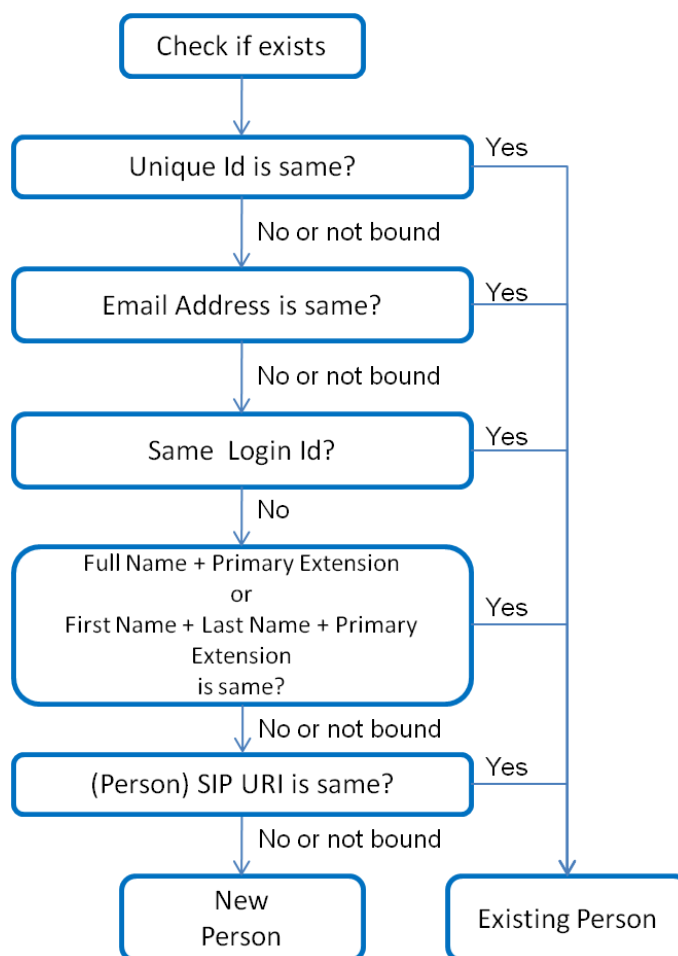 Check if exists
Yes
Unique Id is same?
No or not bound
Email Address is same?
Yes
No or not bound
Same Login Id?
Yes
No
Full Name + Primary Extension
or
First Name + Last Name + Primary
Extension
is same?
Yes
No or not bound
(Person) SIP URI is same?
Yes
No or not bound
New
Person
Existing Person